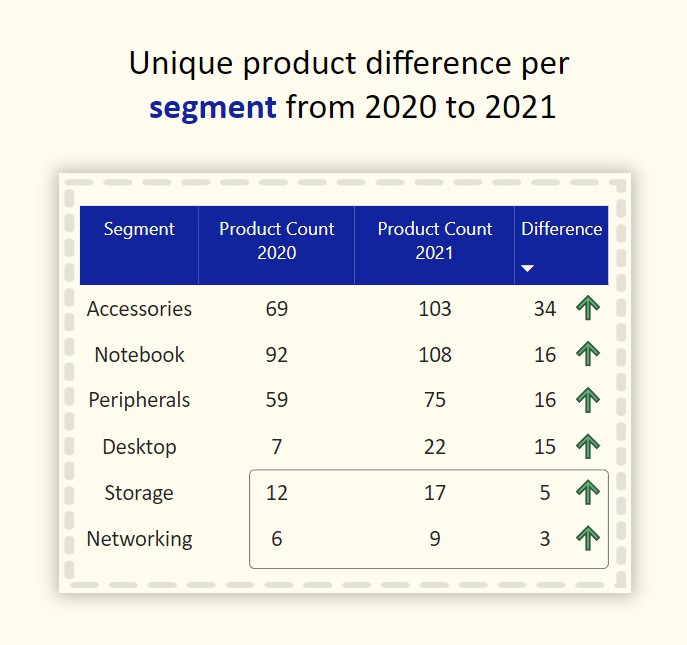 Unique product difference per
segment from 2020 to 2021
Segment Product Count 2020 Product Count 2021 Difference
Accessories 69 103 34
Notebook 92 108 16
Peripherals 59 75 16
Desktop 7 22 15
Storage 12 17 5
Networking 6 9 3